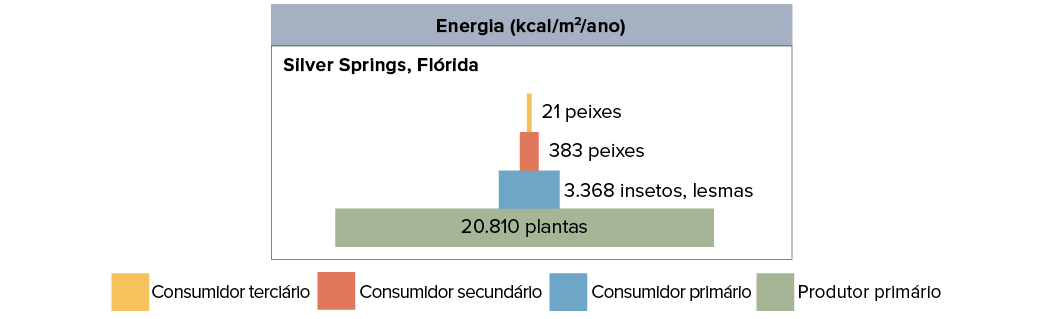 Energia (kcal/m²/ano)
Silver Springs, Flórida
21 peixes
383 peixes
3.368 insetos, lesmas
20.810 plantas
Consumidor terciário Consumidor secundário Consumidor primário Produtor primário